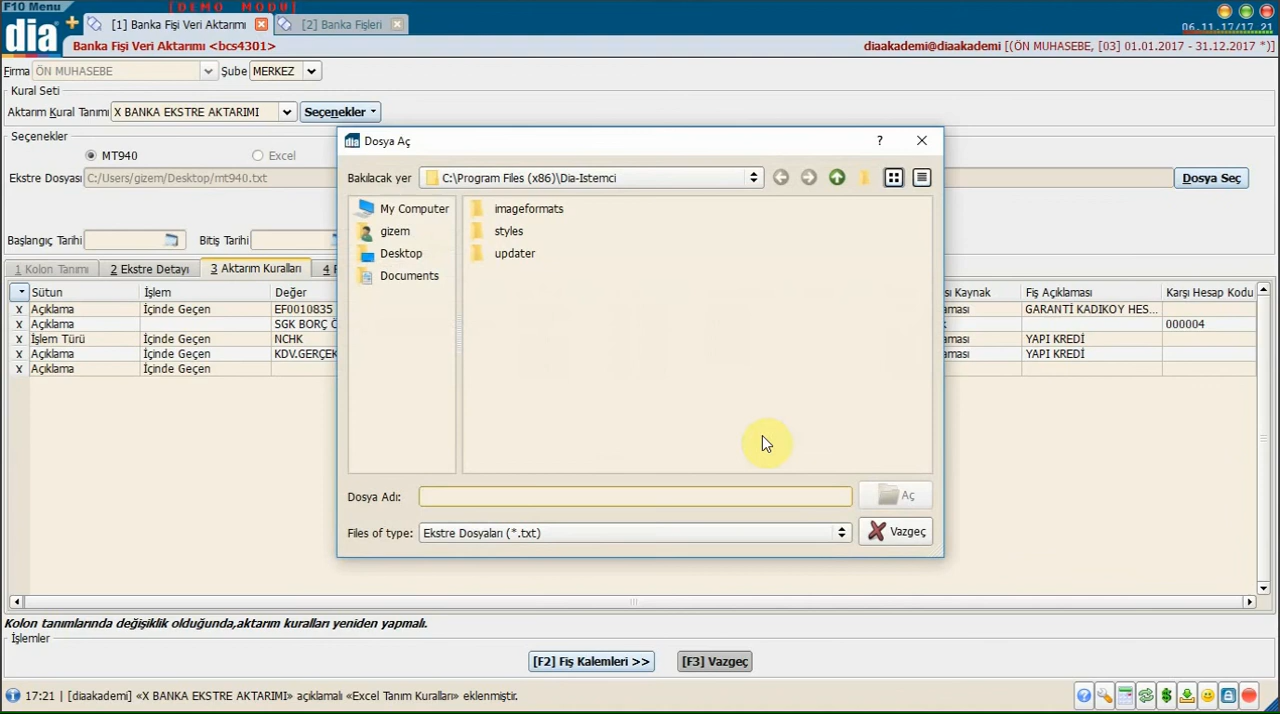 F10 Menu
[DEMO MODU]
dia
[1] Banka Fişi Veri Aktarımı
[2] Banka Fişleri
06.11.17/17 21
Banka Fişi Veri Aktarımı <bcs4301>
diaakademi@diaakademi [(ÖN MUHASEBE, [03] 01.01.2017 - 31.12.2017 *)]
Firma ÖN MUHASEBE Şube MERKEZ
Kural Seti
Aktarım Kural Tanımı X BANKA EKSTRE AKTARIMI Seçenekler
Seçenekler
MT940 Excel
Ekstre Dosyası C:/Users/gizem/Desktop/mt940.txt Dosya Seç
Başlangıç Tarihi Bitiş Tarihi
1 Kolon Tanımı 2 Ekstre Detayı 3 Aktarım Kuralları 4
Sütun İşlem Değer Fiş Açıklaması Karşı Hesap Kodu
x Açıklama İçinde Geçen EF0010835 GARANTİ KADIKOY HES...
x Açıklama SGK BORÇ 000004
x İşlem Türü İçinde Geçen NCHK YAPI KREDİ
x Açıklama İçinde Geçen KDV.GERÇEK YAPI KREDİ
x Açıklama İçinde Geçen
dia Dosya Aç ?
Bakılacak yer C:\Program Files (x86)\Dia-Istemci
My Computer
gizem
Desktop
Documents
imageformats
styles
updater
Dosya Adı: Aç
Files of type: Ekstre Dosyaları (*.txt) Vazgeç
Kolon tanımlarında değişiklik olduğunda,aktarım kuralları yeniden yapmalı.
İşlemler
[F2] Fiş Kalemleri >> [F3] Vazgeç
17:21 | [diaakademi] «X BANKA EKSTRE AKTARIMI» açıklamalı «Excel Tanım Kuralları» eklenmiştir.